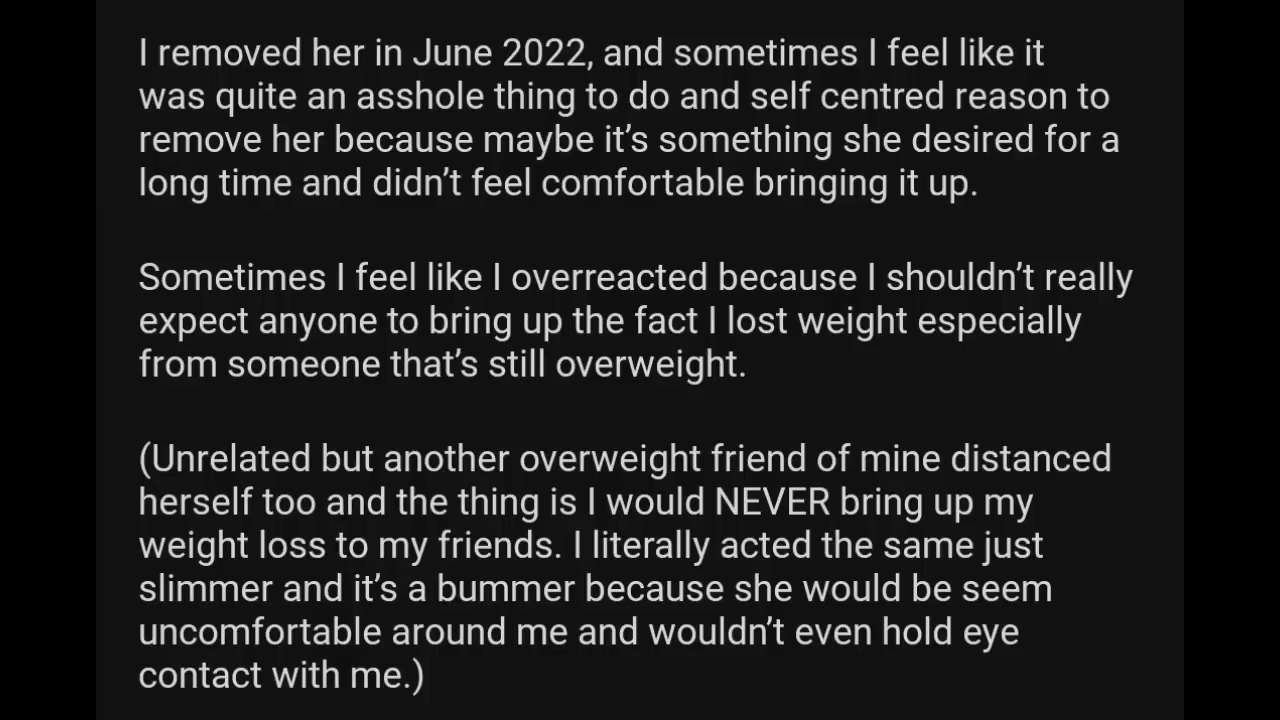 I removed her in June 2022, and sometimes I feel like it
was quite an asshole thing to do and self centred reason to
remove her because maybe it’s something she desired for a
long time and didn’t feel comfortable bringing it up.
Sometimes I feel like I overreacted because I shouldn’t really
expect anyone to bring up the fact I lost weight especially
from someone that’s still overweight.
(Unrelated but another overweight friend of mine distanced
herself too and the thing is I would NEVER bring up my
weight loss to my friends. I literally acted the same just
slimmer and it’s a bummer because she would be seem
uncomfortable around me and wouldn’t even hold eye
contact with me.)